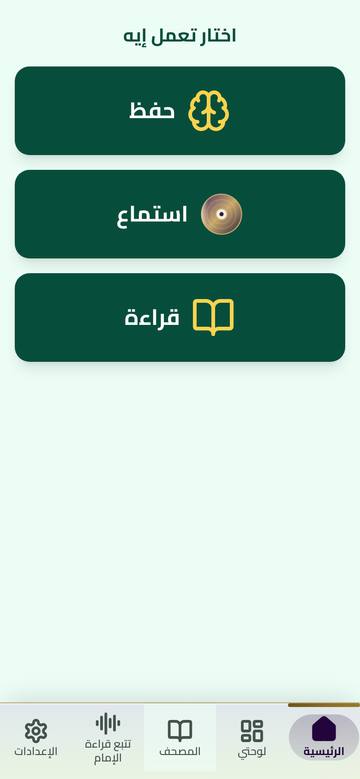 اختار تعمل إيه
حفظ
استماع
قراءة
الرئيسية
لوحتي
المصحف
تتبع قراءة
الإمام
الإعدادات